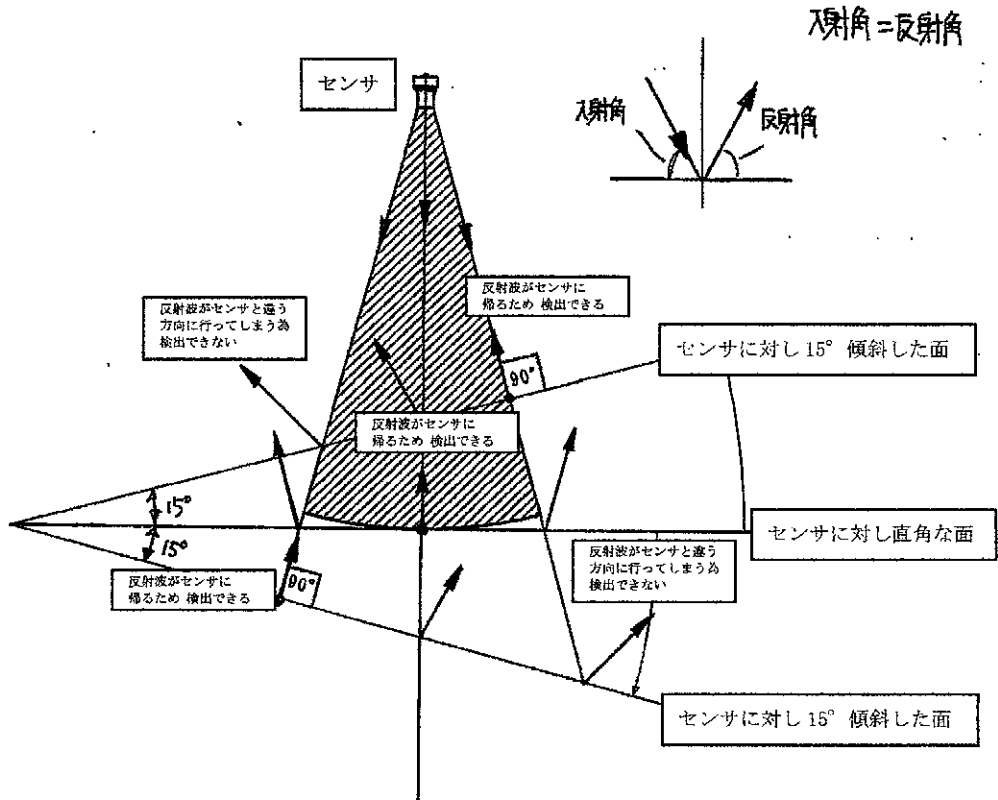 入射角=反射角
センサ
入射角
反射角
反射波がセンサに
帰るため 検出できる
反射波がセンサと違う
方向に行ってしまう為
検出できない
センサに対し 15° 傾斜した面
90°
反射波がセンサに
帰るため 検出できる
15°
センサに対し直角な面
15°
反射波がセンサと違う
方向に行ってしまう為
検出できない
反射波がセンサに
帰るため 検出できる
90°
センサに対し 15° 傾斜した面